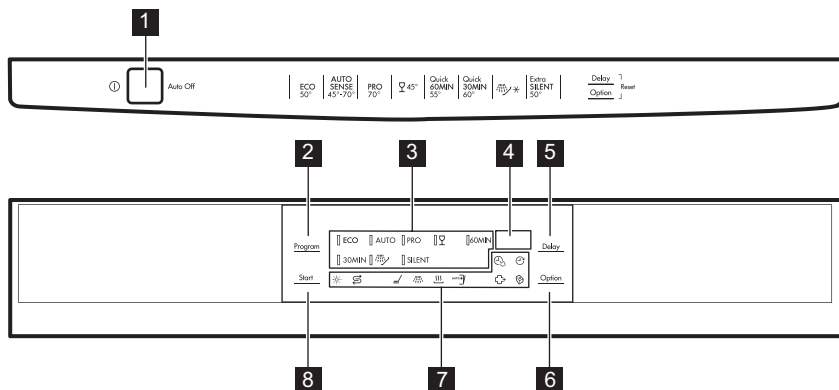 1
Auto Off
ECO 50°
AUTO SENSE 45°-70°
PRO 70°
45°
Quick 60MIN 55°
Quick 30MIN 60°
Extra SILENT 50°
Delay
Option
Reset
2
3
4
5
Program
ECO AUTO PRO 60MIN
Delay
30MIN SILENT
Start
Option
AUTO OFF
8
7
6